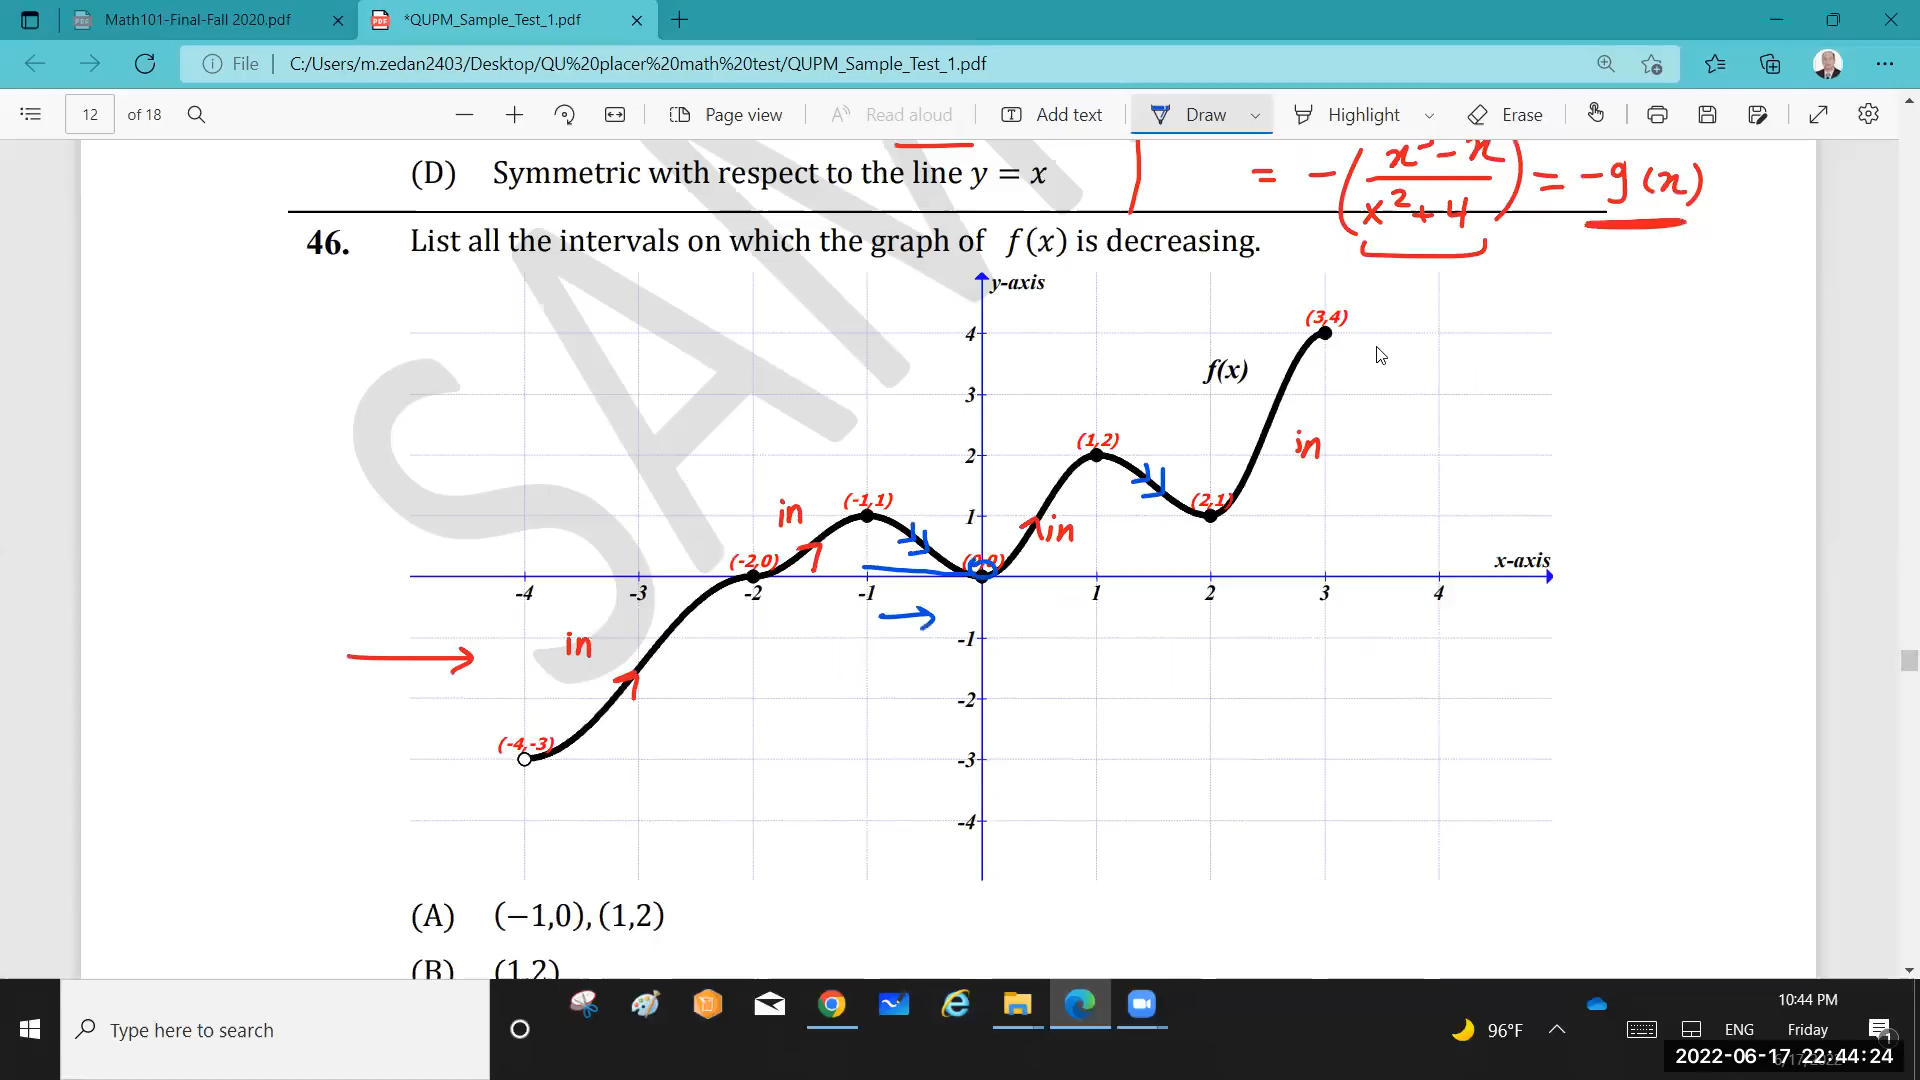 Math101-Final-Fall 2020.pdf
*QUPM_Sample_Test_1.pdf
File
C:/Users/m.zedan2403/Desktop/QU%20placer%20math%20test/QUPM_Sample_Test_1.pdf
12 of 18
Page view
Read aloud
Add text
Draw
Highlight
Erase
(D) Symmetric with respect to the line y = x
= -( / x² + 4) = -g(x)
46. List all the intervals on which the graph of f(x) is decreasing.
y-axis
(3,4)
4
f(x)
3
in
(1,2)
2
in
(-1,1)
(2,1)
1
in
(-2,0)
(0,0)
x-axis
-4 -3 -2 -1 1 2 3 4
in
-1
-2
(-4,-3)
-3
-4
(A) (−1,0), (1,2)
(B) (1,2)
SAM
Type here to search
96°F
ENG
10:44 PM
Friday
1
2022-06-17 22:44:24